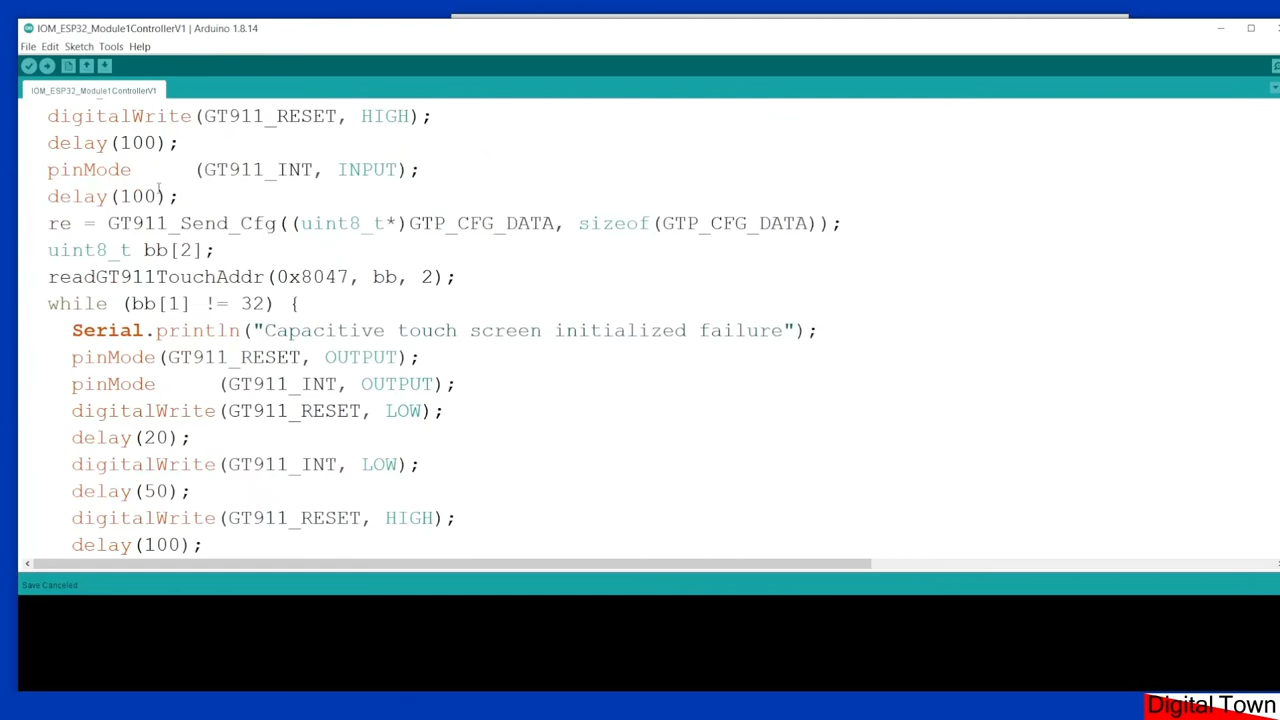 IOM_ESP32_Module1ControllerV1 | Arduino 1.8.14
File Edit Sketch Tools Help
IOM_ESP32_Module1ControllerV1
digitalWrite(GT911_RESET, HIGH);
delay(100);
pinMode     (GT911_INT, INPUT);
delay(100);
re = GT911_Send_Cfg((uint8_t*)GTP_CFG_DATA, sizeof(GTP_CFG_DATA));
uint8_t bb[2];
readGT911TouchAddr(0x8047, bb, 2);
while (bb[1] != 32) {
Serial.println("Capacitive touch screen initialized failure");
pinMode(GT911_RESET, OUTPUT);
pinMode     (GT911_INT, OUTPUT);
digitalWrite(GT911_RESET, LOW);
delay(20);
digitalWrite(GT911_INT, LOW);
delay(50);
digitalWrite(GT911_RESET, HIGH);
delay(100);
Save Canceled
Digital Town